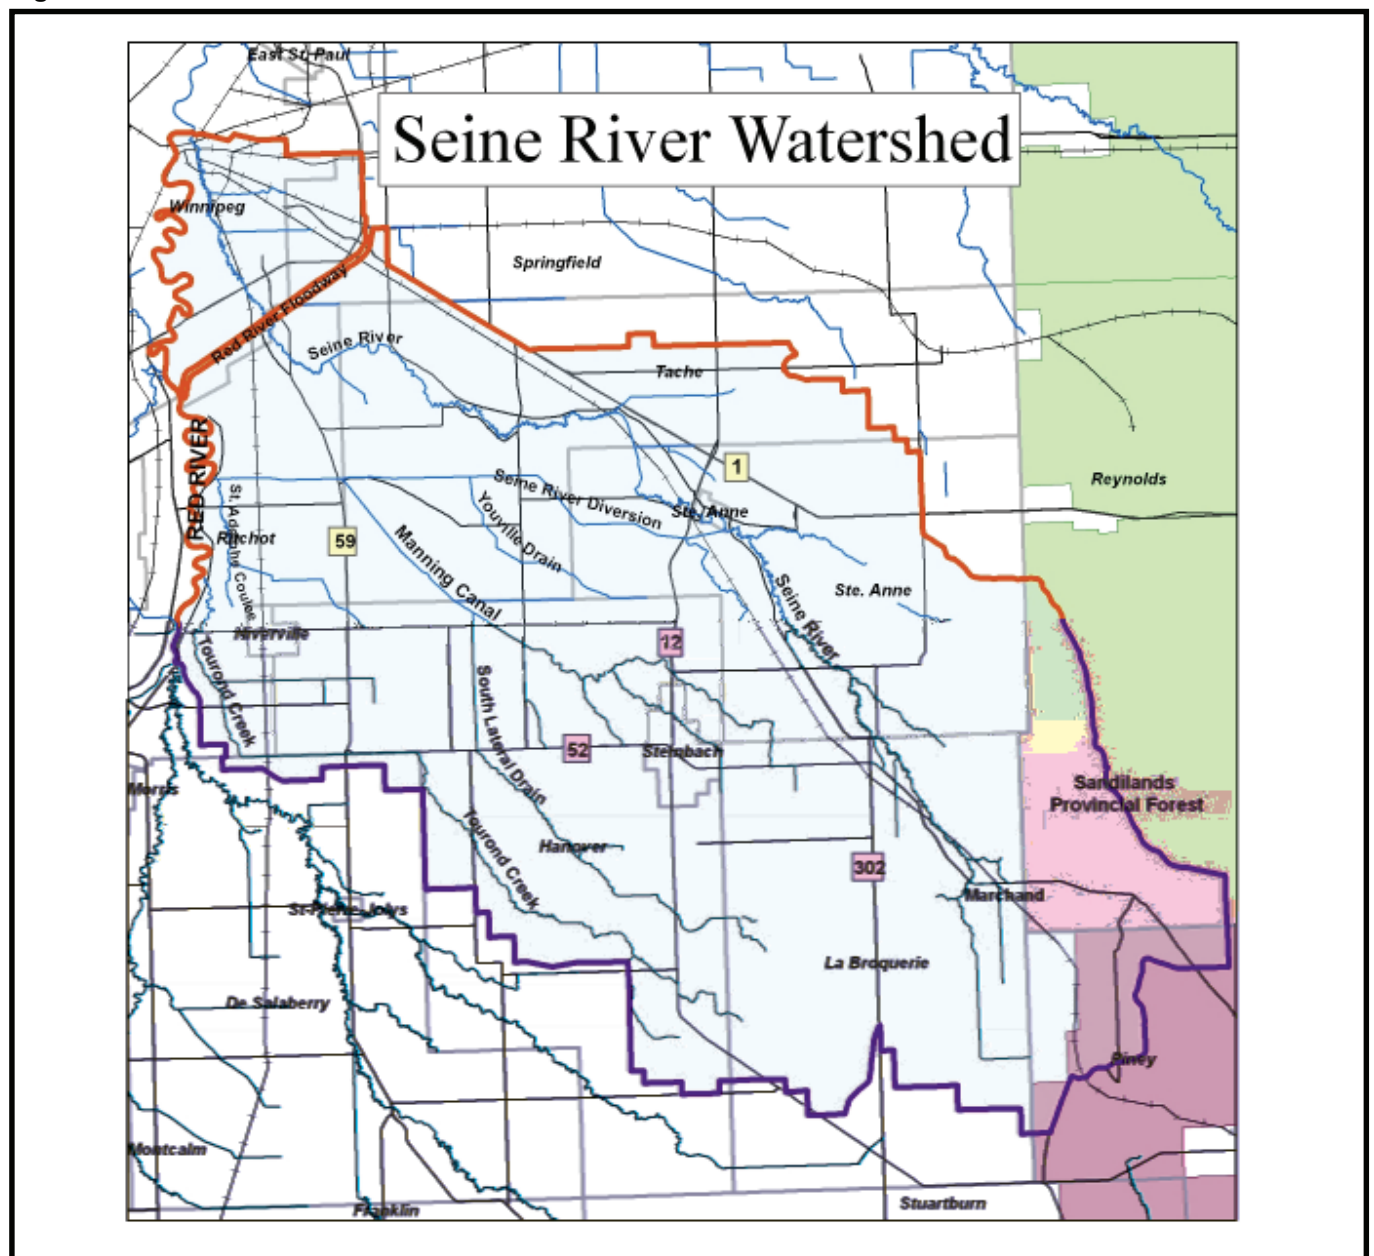 East St. Paul
Seine River Watershed
Winnipeg
Springfield
Red River Floodway
Seine River
Tache
RED RIVER
1
Reynolds
Seine River Diversion
St. Adolphe Coulee
Youville Drain
Ste. Anne
Ritchot
59
Manning Canal
Ste. Anne
Seine River
Niverville
12
Tourond Creek
South Lateral Drain
52
Steinbach
Morris
Sandilands
Provincial Forest
Tourond Creek
Hanover
302
Marchand
St-Pierre-Jolys
La Broquerie
De Salaberry
Piney
Montcalm
Franklin
Stuartburn